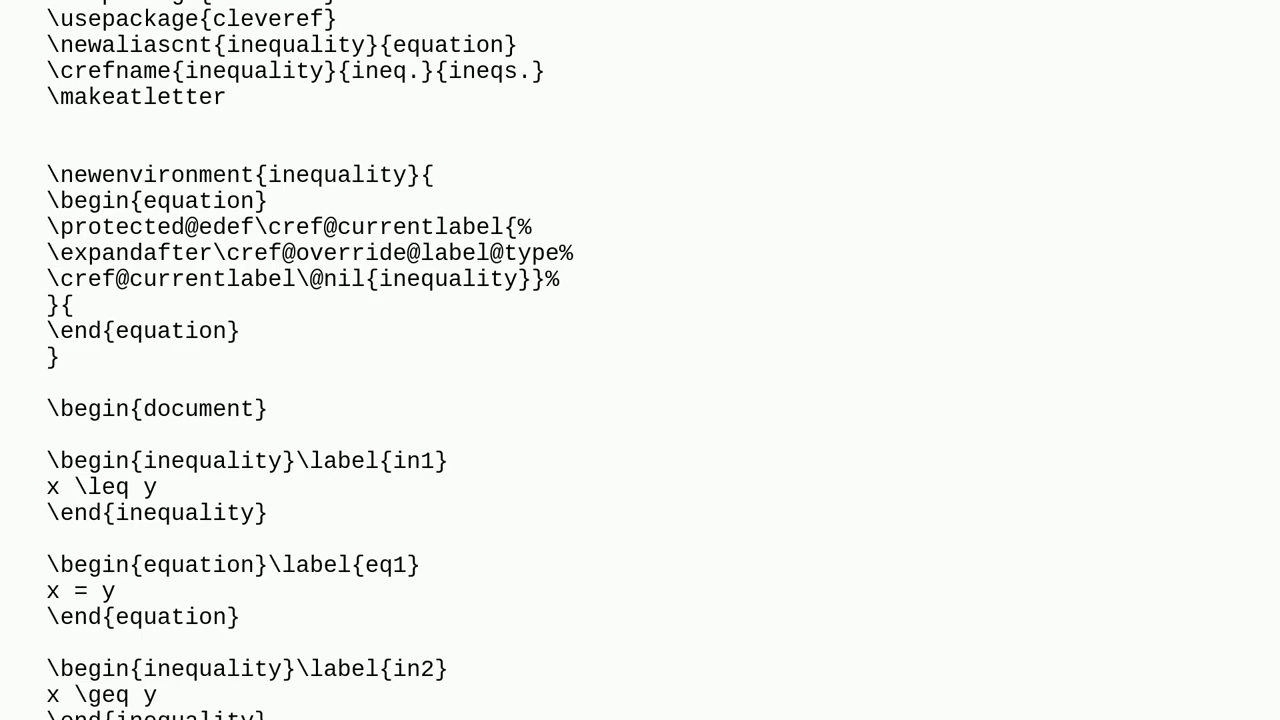 \usepackage{cleveref}
\newaliascnt{inequality}{equation}
\crefname{inequality}{ineq.}{ineqs.}
\makeatletter
\newenvironment{inequality}{
\begin{equation}
\protected@edef\cref@currentlabel{%
\expandafter\cref@override@label@type%
\cref@currentlabel\@nil{inequality}}%
}{
\end{equation}
}
\begin{document}
\begin{inequality}\label{in1}
x \leq y
\end{inequality}
\begin{equation}\label{eq1}
x = y
\end{equation}
\begin{inequality}\label{in2}
x \geq y
\end{inequality}